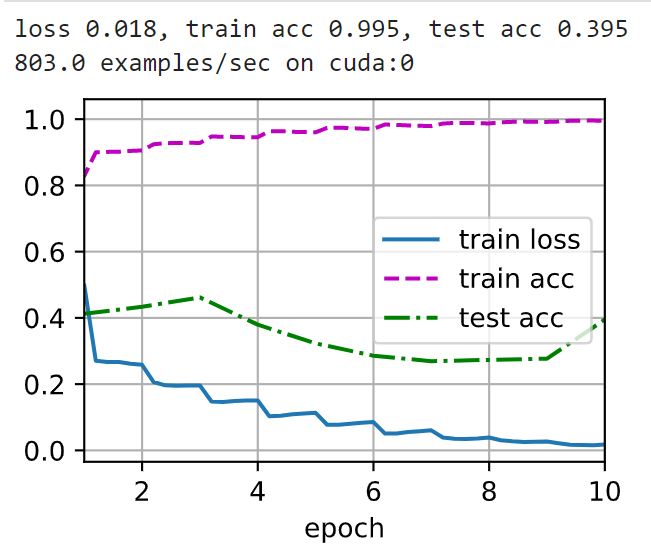 loss 0.018, train acc 0.995, test acc 0.395
803.0 examples/sec on cuda:0
1.0
0.8
0.6
0.4
0.2
0.0
train loss
train acc
test acc
2 4 6 8 10
epoch